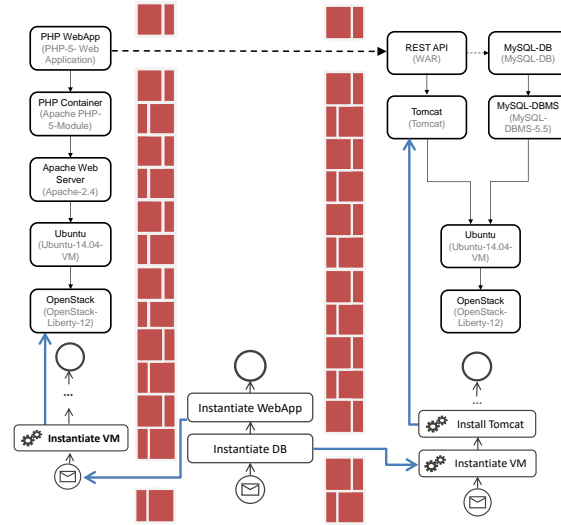 PHP WebApp
(PHP-5- Web
Application)
PHP Container
(Apache PHP-
5-Module)
Apache Web
Server
(Apache-2.4)
Ubuntu
(Ubuntu-14.04-
VM)
OpenStack
(OpenStack-
Liberty-12)
...
Instantiate VM
Instantiate WebApp
Instantiate DB
REST API
(WAR)
MySQL-DB
(MySQL-DB)
Tomcat
(Tomcat)
MySQL-DBMS
(MySQL-
DBMS-5.5)
Ubuntu
(Ubuntu-14.04-
VM)
OpenStack
(OpenStack-
Liberty-12)
...
Install Tomcat
Instantiate VM